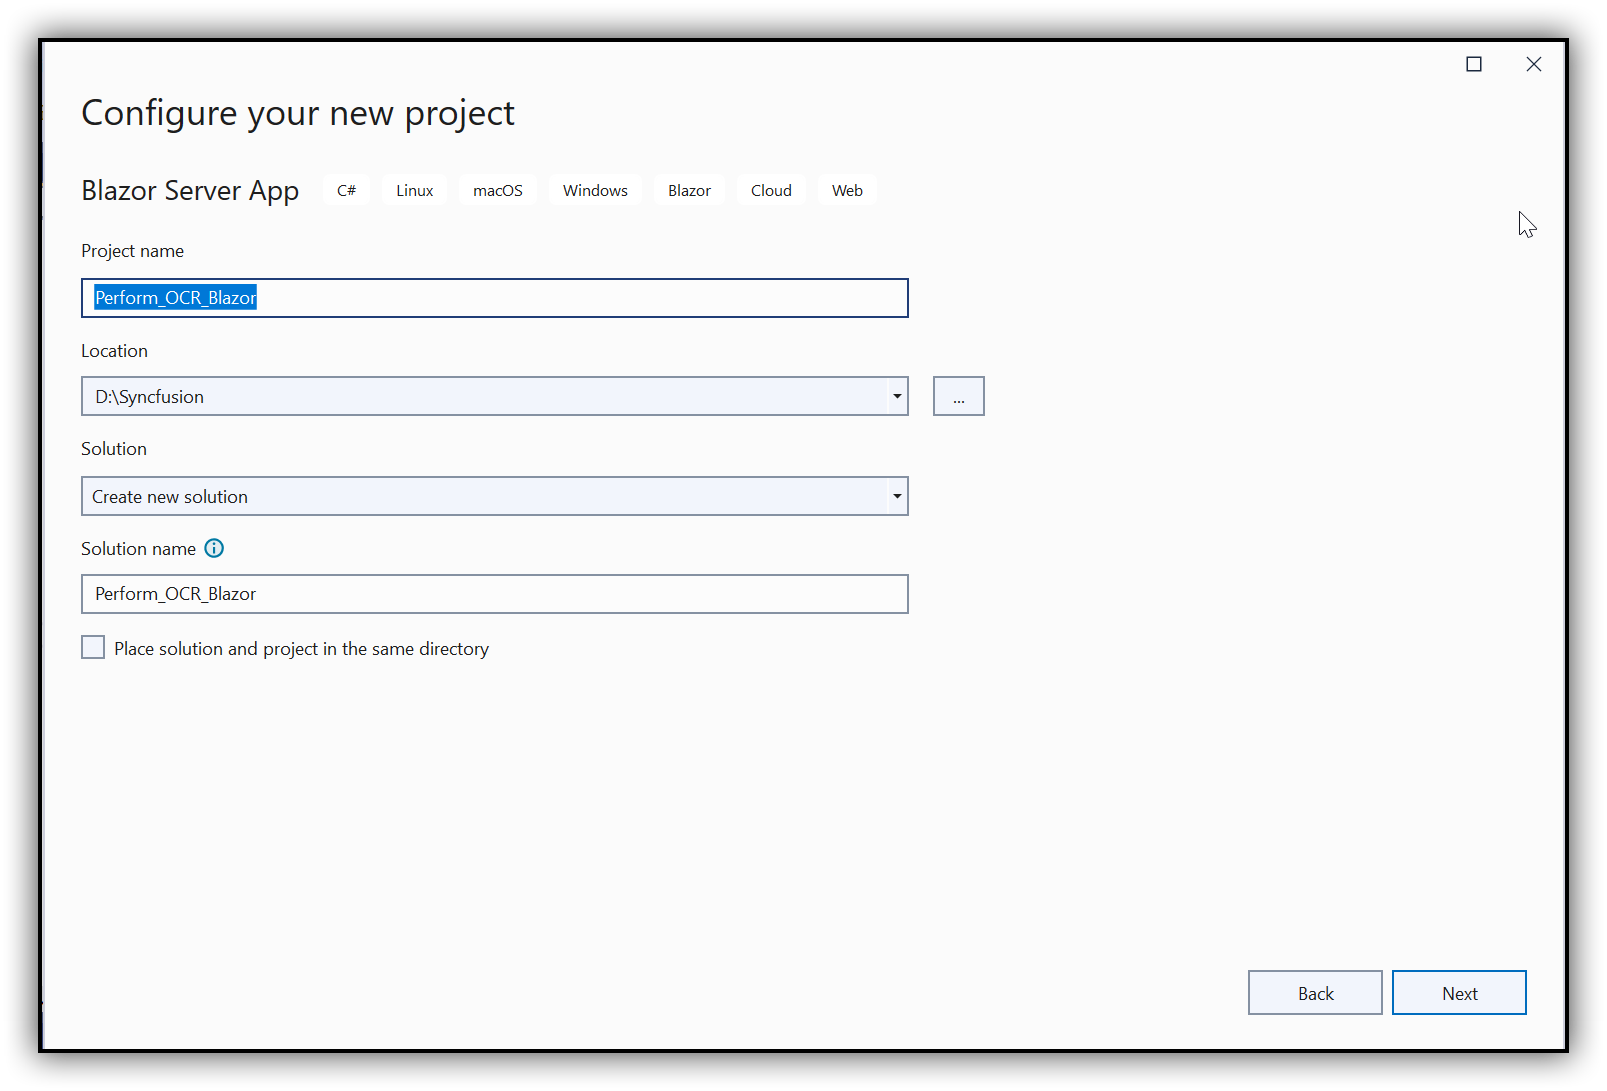 Configure your new project
Blazor Server App C# Linux macOS Windows Blazor Cloud Web
Project name
Perform_OCR_Blazor
Location
D:\Syncfusion
...
Solution
Create new solution
Solution name
Perform_OCR_Blazor
Place solution and project in the same directory
Back Next